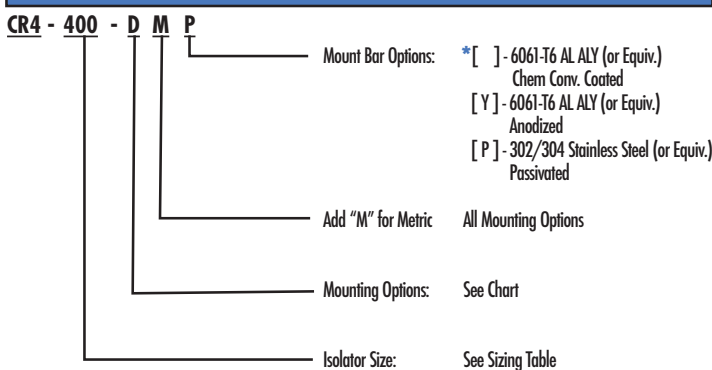 CR4 - 400 - D M P
Mount Bar Options: *[ ] - 6061-T6 AL ALY (or Equiv.)
Chem Conv. Coated
[ Y ] - 6061-T6 AL ALY (or Equiv.)
Anodized
[ P ] - 302/304 Stainless Steel (or Equiv.)
Passivated
Add “M” for Metric All Mounting Options
Mounting Options: See Chart
Isolator Size: See Sizing Table